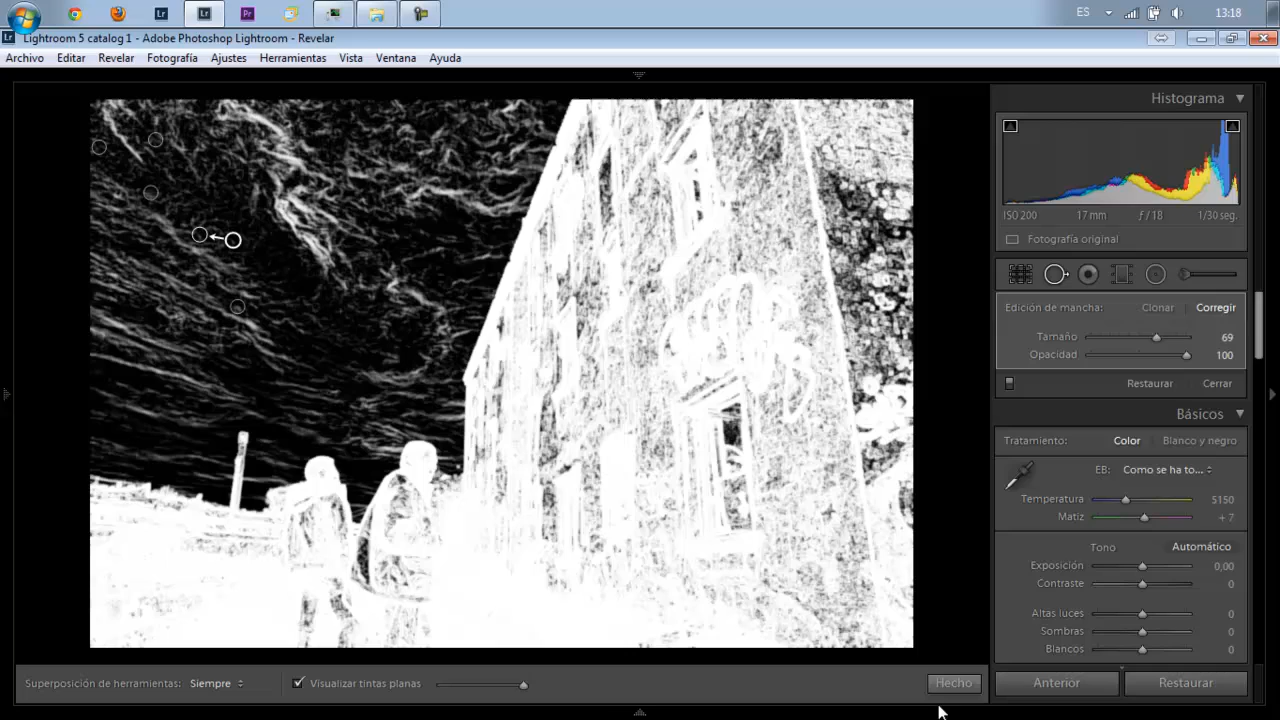 ES
13:18
Lightroom 5 catalog 1 - Adobe Photoshop Lightroom - Revelar
Archivo Editar Revelar Fotografía Ajustes Herramientas Vista Ventana Ayuda
Histograma
ISO 200 17 mm ƒ / 18 1/30 seg.
Fotografía original
Edición de mancha: Clonar Corregir
Tamaño 69
Opacidad 100
Restaurar Cerrar
Básicos
Tratamiento: Color Blanco y negro
EB: Como se ha to...
Temperatura 5150
Matiz + 7
Tono Automático
Exposición 0,00
Contraste 0
Altas luces 0
Sombras 0
Blancos 0
Superposición de herramientas: Siempre Visualizar tintas planas Hecho
Anterior Restaurar